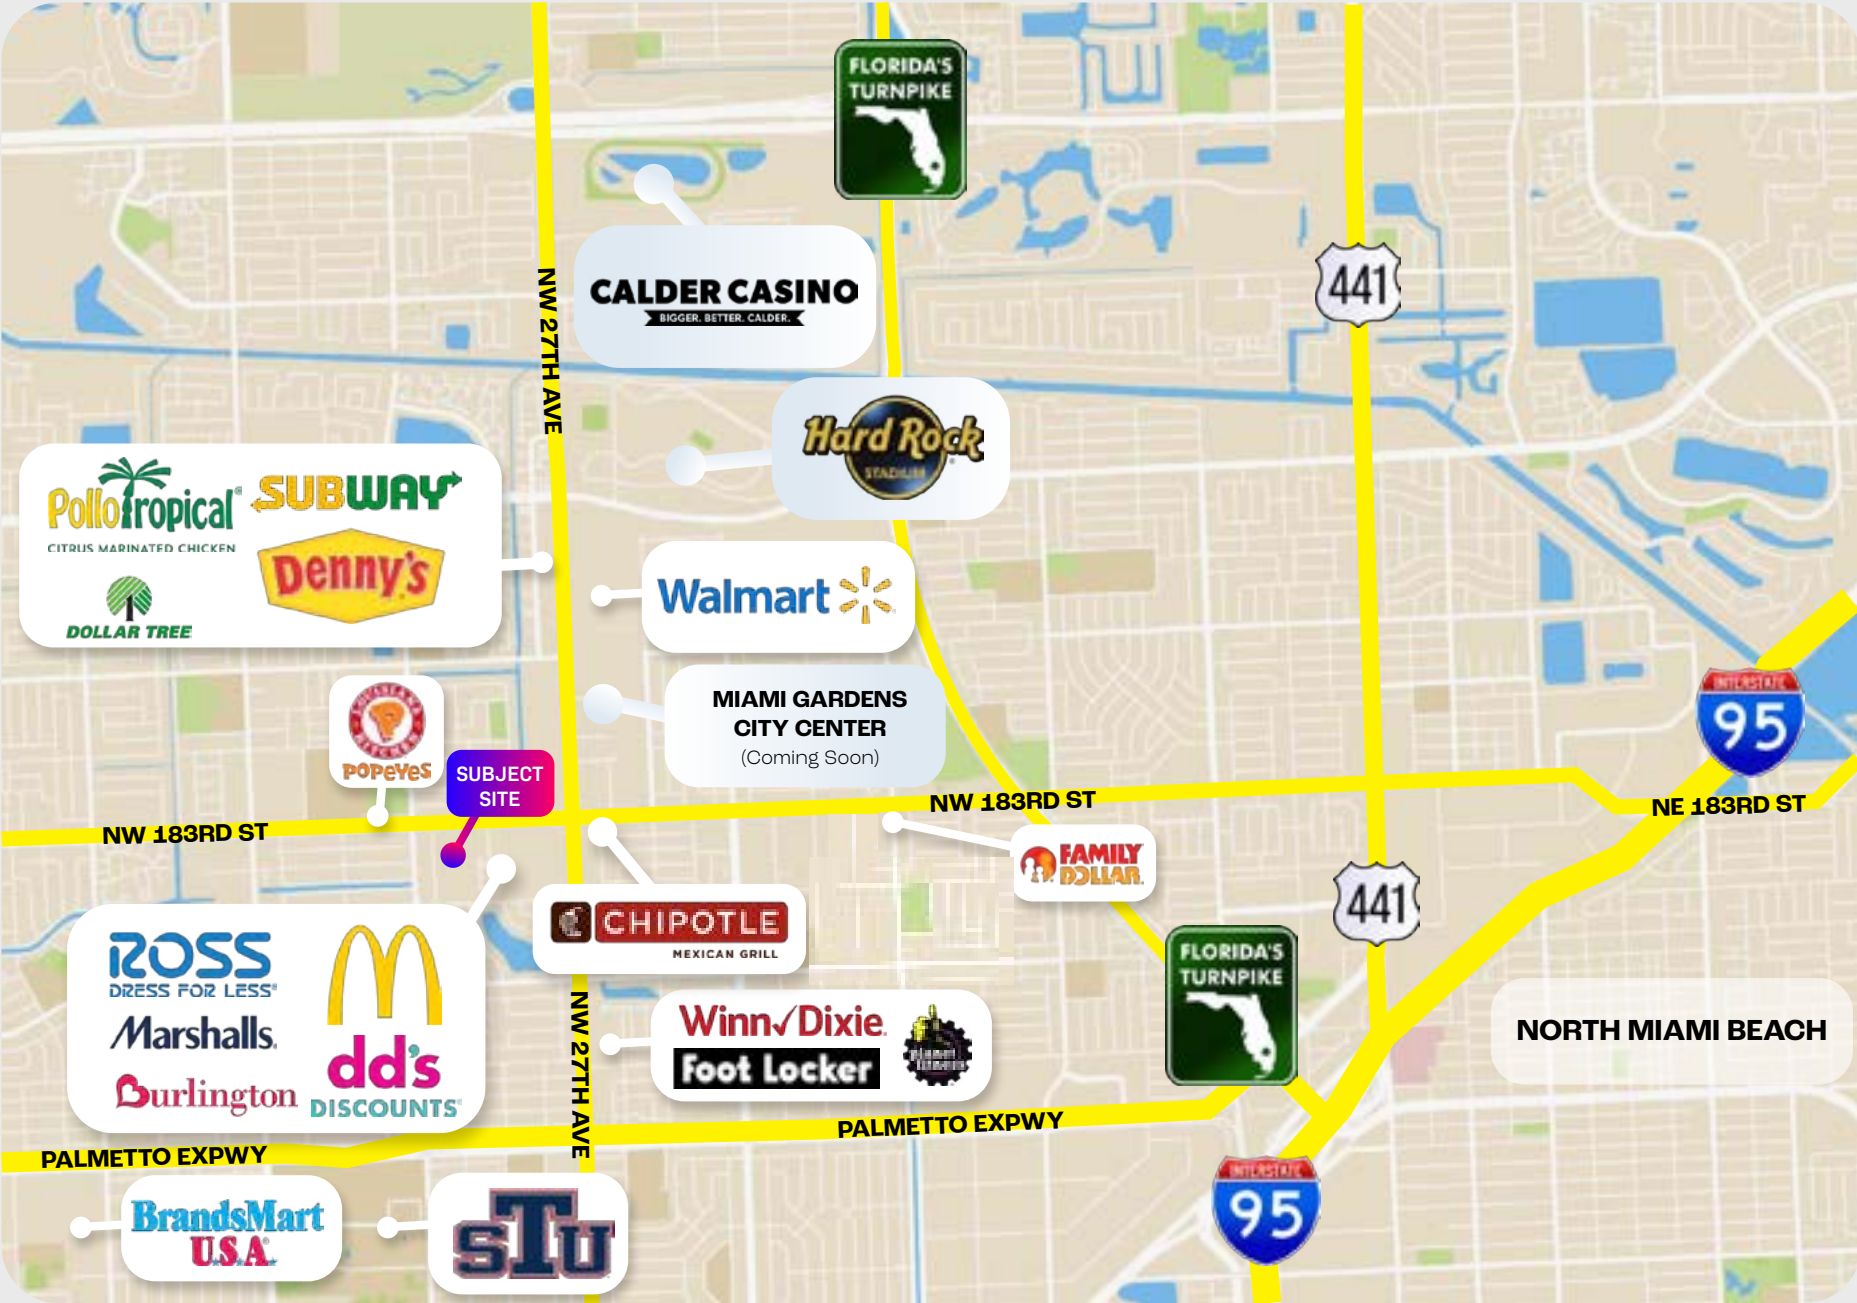 FLORIDA'S
TURNPIKE
441
NW 27TH AVE
CALDER CASINO
BIGGER. BETTER. CALDER.
Hard Rock
STADIUM
Pollo Tropical
CITRUS MARINATED CHICKEN
SUBWAY
Denny's
DOLLAR TREE
Walmart
MIAMI GARDENS
CITY CENTER
(Coming Soon)
INTERSTATE
95
LOUISIANA
KITCHEN
POPEYES
SUBJECT
SITE
NW 183RD ST
NW 183RD ST
NE 183RD ST
FAMILY
DOLLAR
CHIPOTLE
MEXICAN GRILL
441
ROSS
DRESS FOR LESS
Marshalls
Burlington
dd's
DISCOUNTS
FLORIDA'S
TURNPIKE
Winn Dixie
Foot Locker
NW 27TH AVE
NORTH MIAMI BEACH
PALMETTO EXPWY
PALMETTO EXPWY
BrandsMart
U.S.A.
STU
INTERSTATE
95